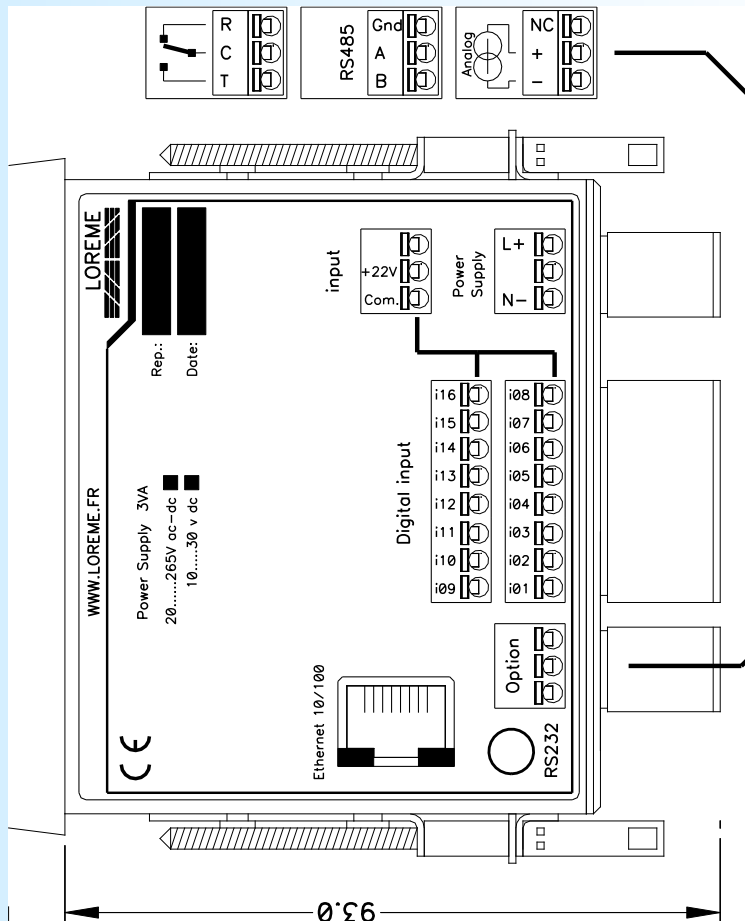 R
C
T
RS485
Gnd
A
B
Analog
NC
+
-
LOREME
Rep.:
Date:
input
+22V
Com.
Power
Supply
L+
N-
i16
i15
i14
i13
i12
i11
i10
i09
Digital input
i08
i07
i06
i05
i04
i03
i02
i01
WWW.LOREME.FR
Power Supply 3VA
20......265V ac-dc
10.....30 v dc
Ethernet 10/100
Option
RS232
CE
93.0